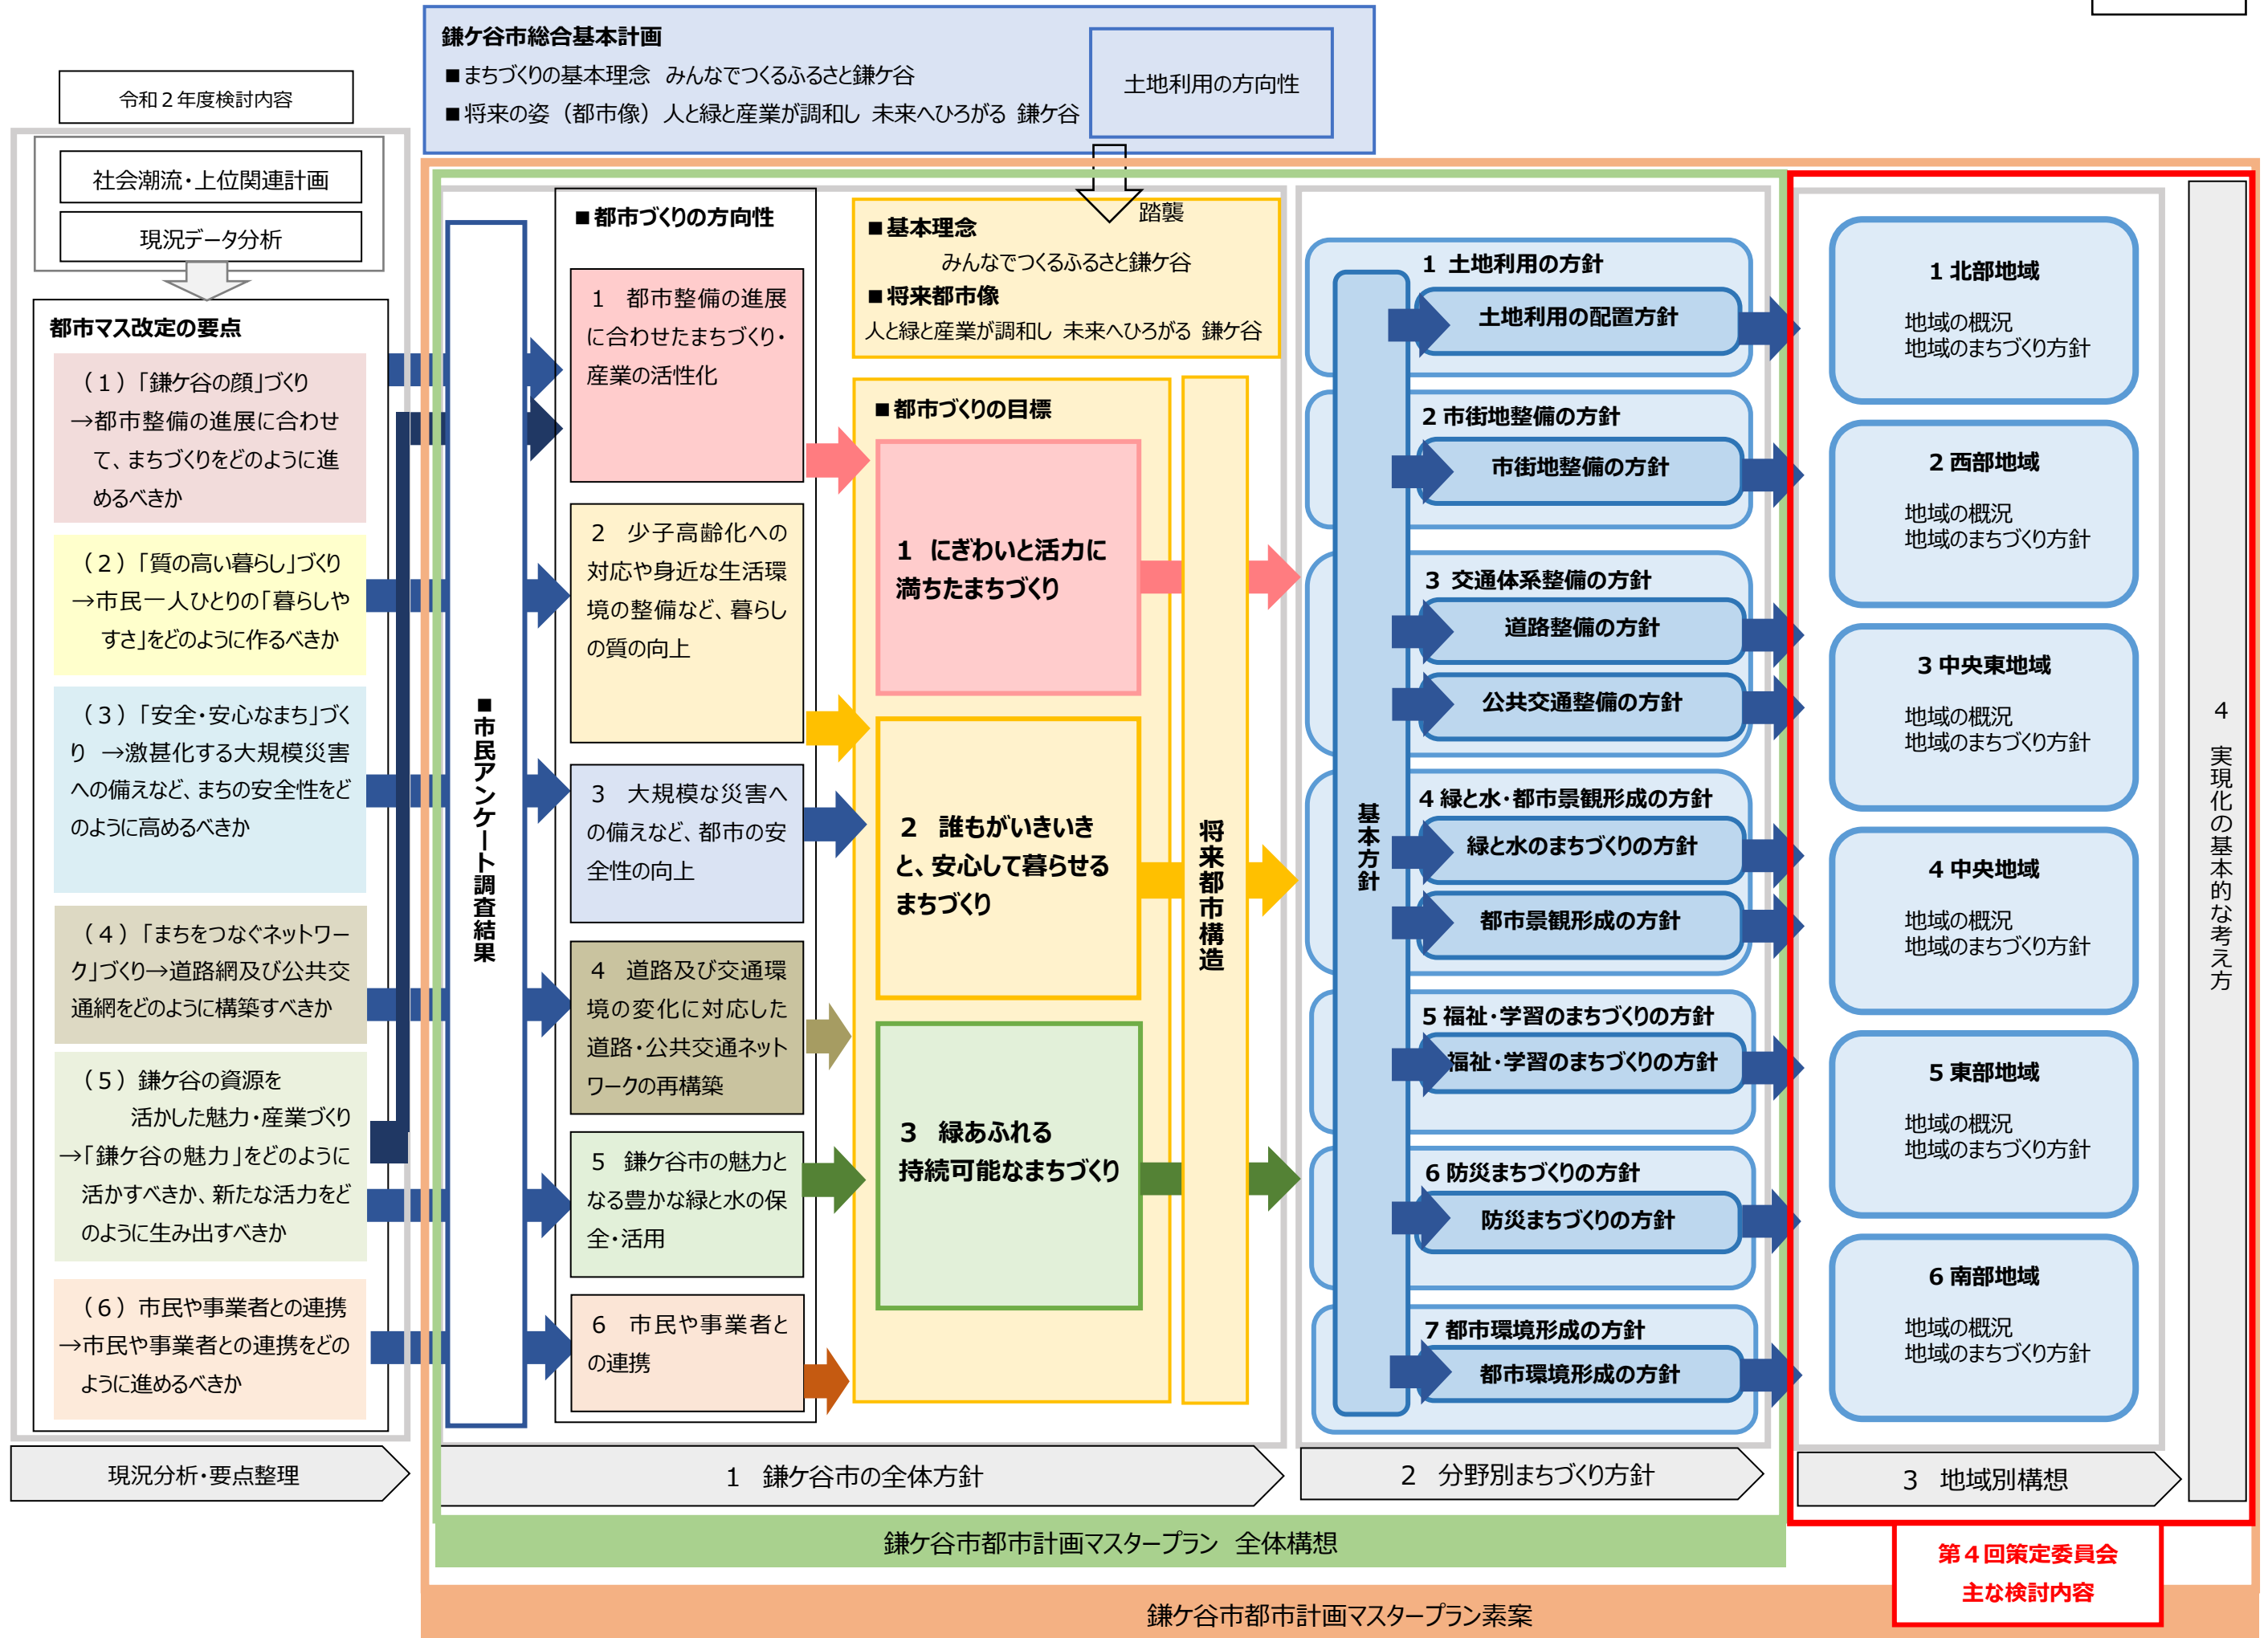 鎌ケ谷市総合基本計画
■まちづくりの基本理念 みんなでつくるふるさと鎌ケ谷
■将来の姿（都市像）人と緑と産業が調和し 未来へひろがる 鎌ケ谷
土地利用の方向性
踏襲
令和２年度検討内容
社会潮流・上位関連計画
現況データ分析
都市マス改定の要点
（１）「鎌ケ谷の顔」づくり
→都市整備の進展に合わせ
て、まちづくりをどのように進
めるべきか
（２）「質の高い暮らし」づくり
→市民一人ひとりの「暮らしや
すさ」をどのように作るべきか
（３）「安全・安心なまち」づく
り →激甚化する大規模災害
への備えなど、まちの安全性をど
のように高めるべきか
（４）「まちをつなぐネットワー
ク」づくり→道路網及び公共交
通網をどのように構築すべきか
（５）鎌ケ谷の資源を
活かした魅力・産業づくり
→「鎌ケ谷の魅力」をどのように
活かすべきか、新たな活力をど
のように生み出すべきか
（６）市民や事業者との連携
→市民や事業者との連携をどの
ように進めるべきか
現況分析・要点整理
■市民アンケート調査結果
■都市づくりの方向性
１ 都市整備の進展
に合わせたまちづくり・
産業の活性化
２ 少子高齢化への
対応や身近な生活環
境の整備など、暮らし
の質の向上
３ 大規模な災害へ
の備えなど、都市の安
全性の向上
４ 道路及び交通環
境の変化に対応した
道路・公共交通ネット
ワークの再構築
５ 鎌ケ谷市の魅力と
なる豊かな緑と水の保
全・活用
６ 市民や事業者と
の連携
■基本理念
みんなでつくるふるさと鎌ケ谷
■将来都市像
人と緑と産業が調和し 未来へひろがる 鎌ケ谷
■都市づくりの目標
１ にぎわいと活力に
満ちたまちづくり
２ 誰もがいきいき
と、安心して暮らせる
まちづくり
３ 緑あふれる
持続可能なまちづくり
将来都市構造
１ 鎌ケ谷市の全体方針
基本方針
１ 土地利用の方針
土地利用の配置方針
２ 市街地整備の方針
市街地整備の方針
３ 交通体系整備の方針
道路整備の方針
公共交通整備の方針
４ 緑と水・都市景観形成の方針
緑と水のまちづくりの方針
都市景観形成の方針
５ 福祉・学習のまちづくりの方針
福祉・学習のまちづくりの方針
６ 防災まちづくりの方針
防災まちづくりの方針
７ 都市環境形成の方針
都市環境形成の方針
２ 分野別まちづくり方針
１ 北部地域
地域の概況
地域のまちづくり方針
２ 西部地域
地域の概況
地域のまちづくり方針
３ 中央東地域
地域の概況
地域のまちづくり方針
４ 中央地域
地域の概況
地域のまちづくり方針
５ 東部地域
地域の概況
地域のまちづくり方針
６ 南部地域
地域の概況
地域のまちづくり方針
３ 地域別構想
４ 実現化の基本的な考え方
鎌ケ谷市都市計画マスタープラン 全体構想
第４回策定委員会
主な検討内容
鎌ケ谷市都市計画マスタープラン素案